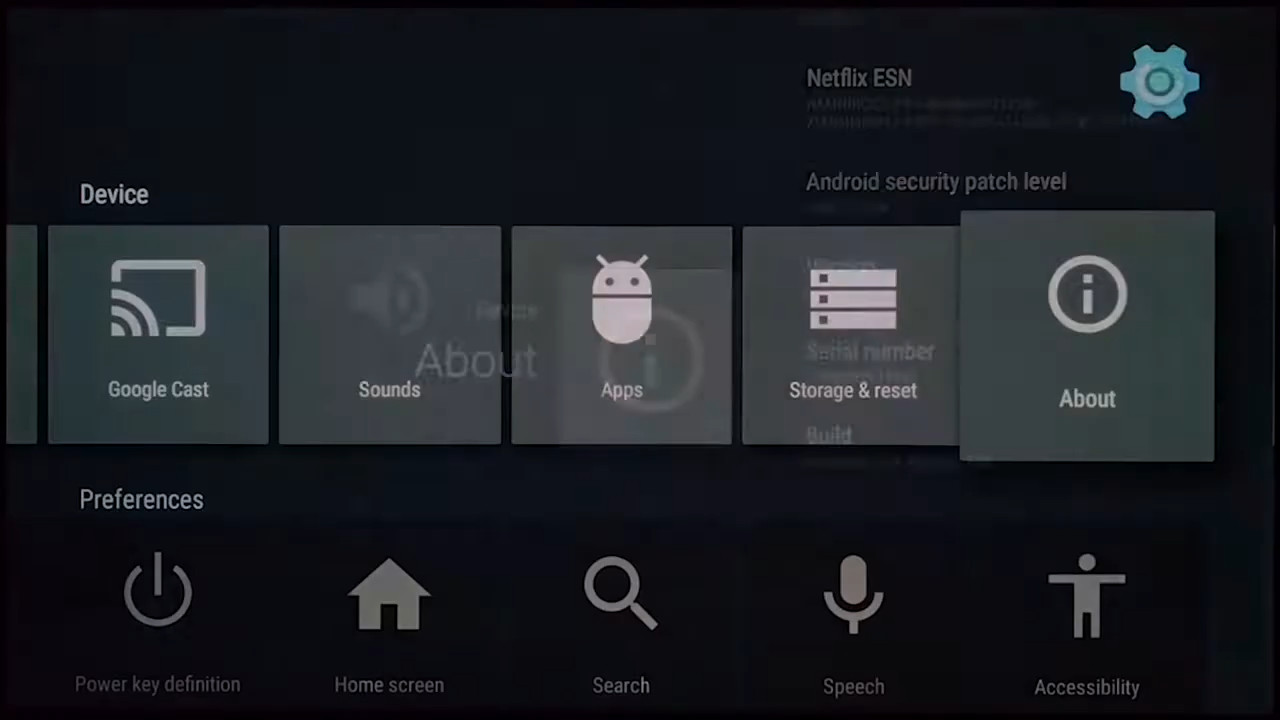 Netflix ESN
Android security patch level
Device
Google Cast
Sounds
Device
About
Apps
Storage & reset
Serial number
Build
About
Preferences
Power key definition
Home screen
Search
Speech
Accessibility